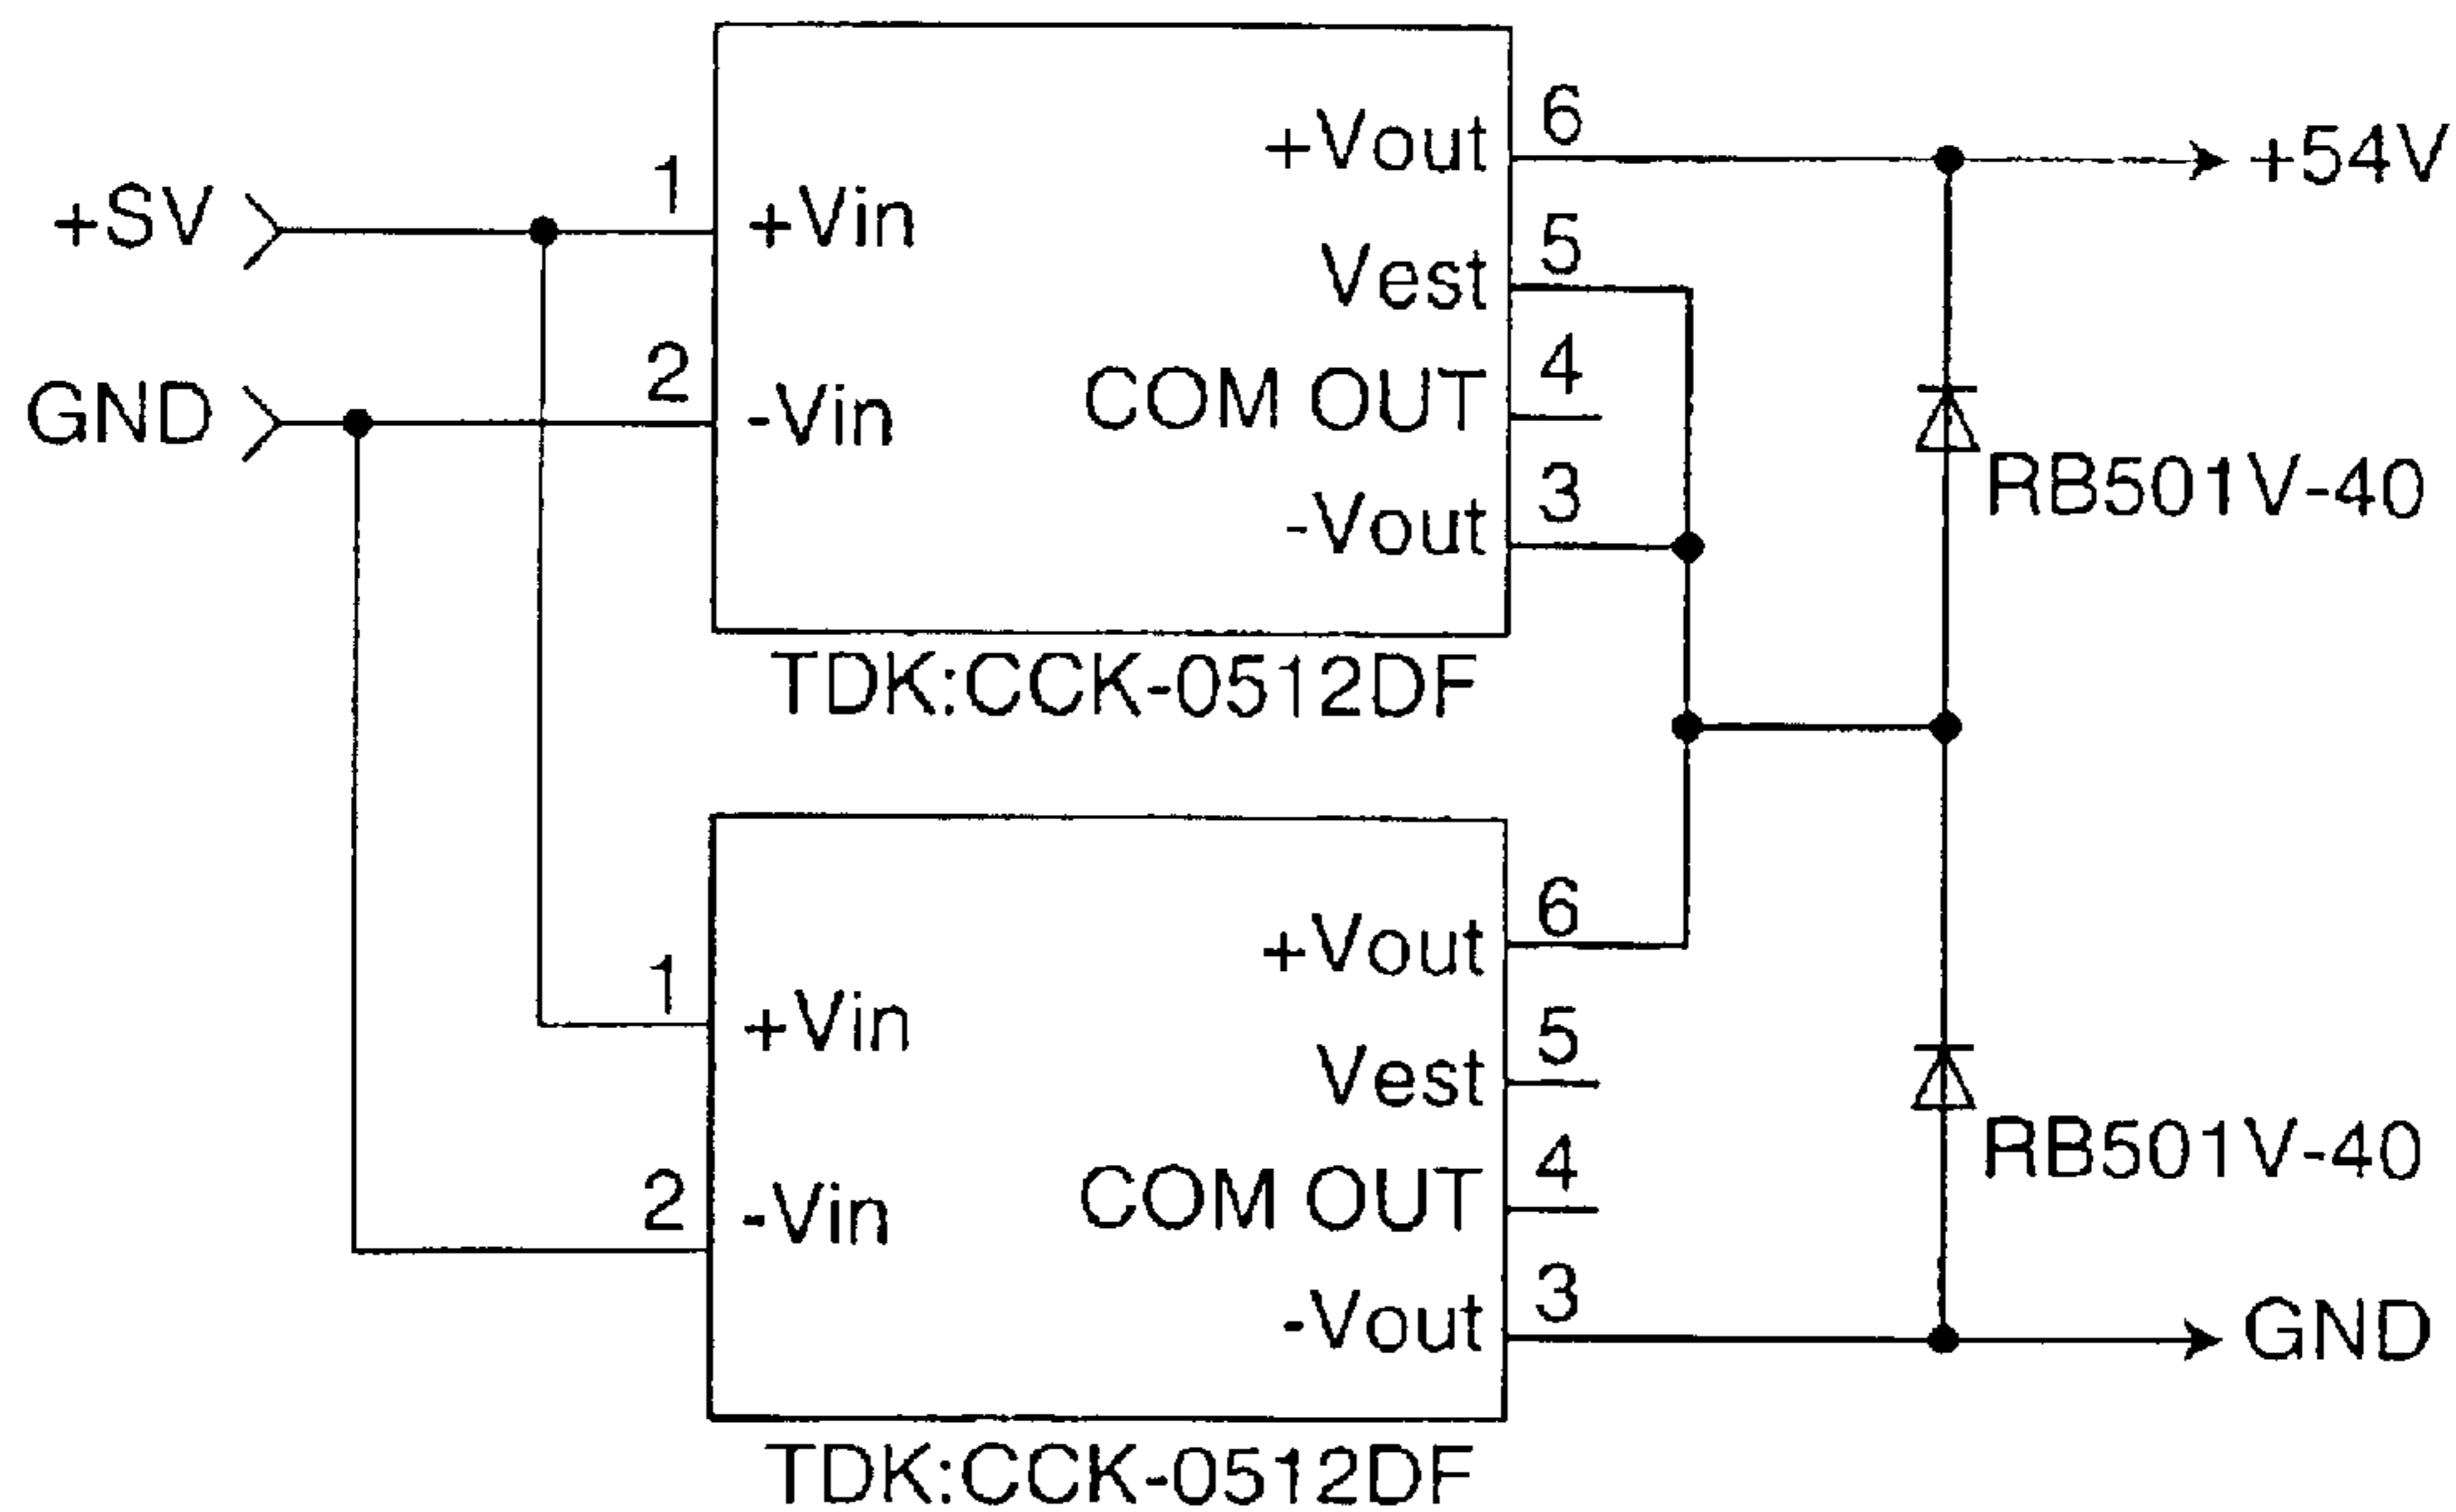 6
+Vout
+54V
1
+SV
+Vin
5
Vest
2
4
GND
-Vin
COM OUT
3
RB501V-40
-Vout
TDK:CCK-0512DF
6
+Vout
1
+Vin
5
Vest
4
RB501V-40
2
-Vin
COM OUT
3
-Vout
GND
TDK:CCK-0512DF